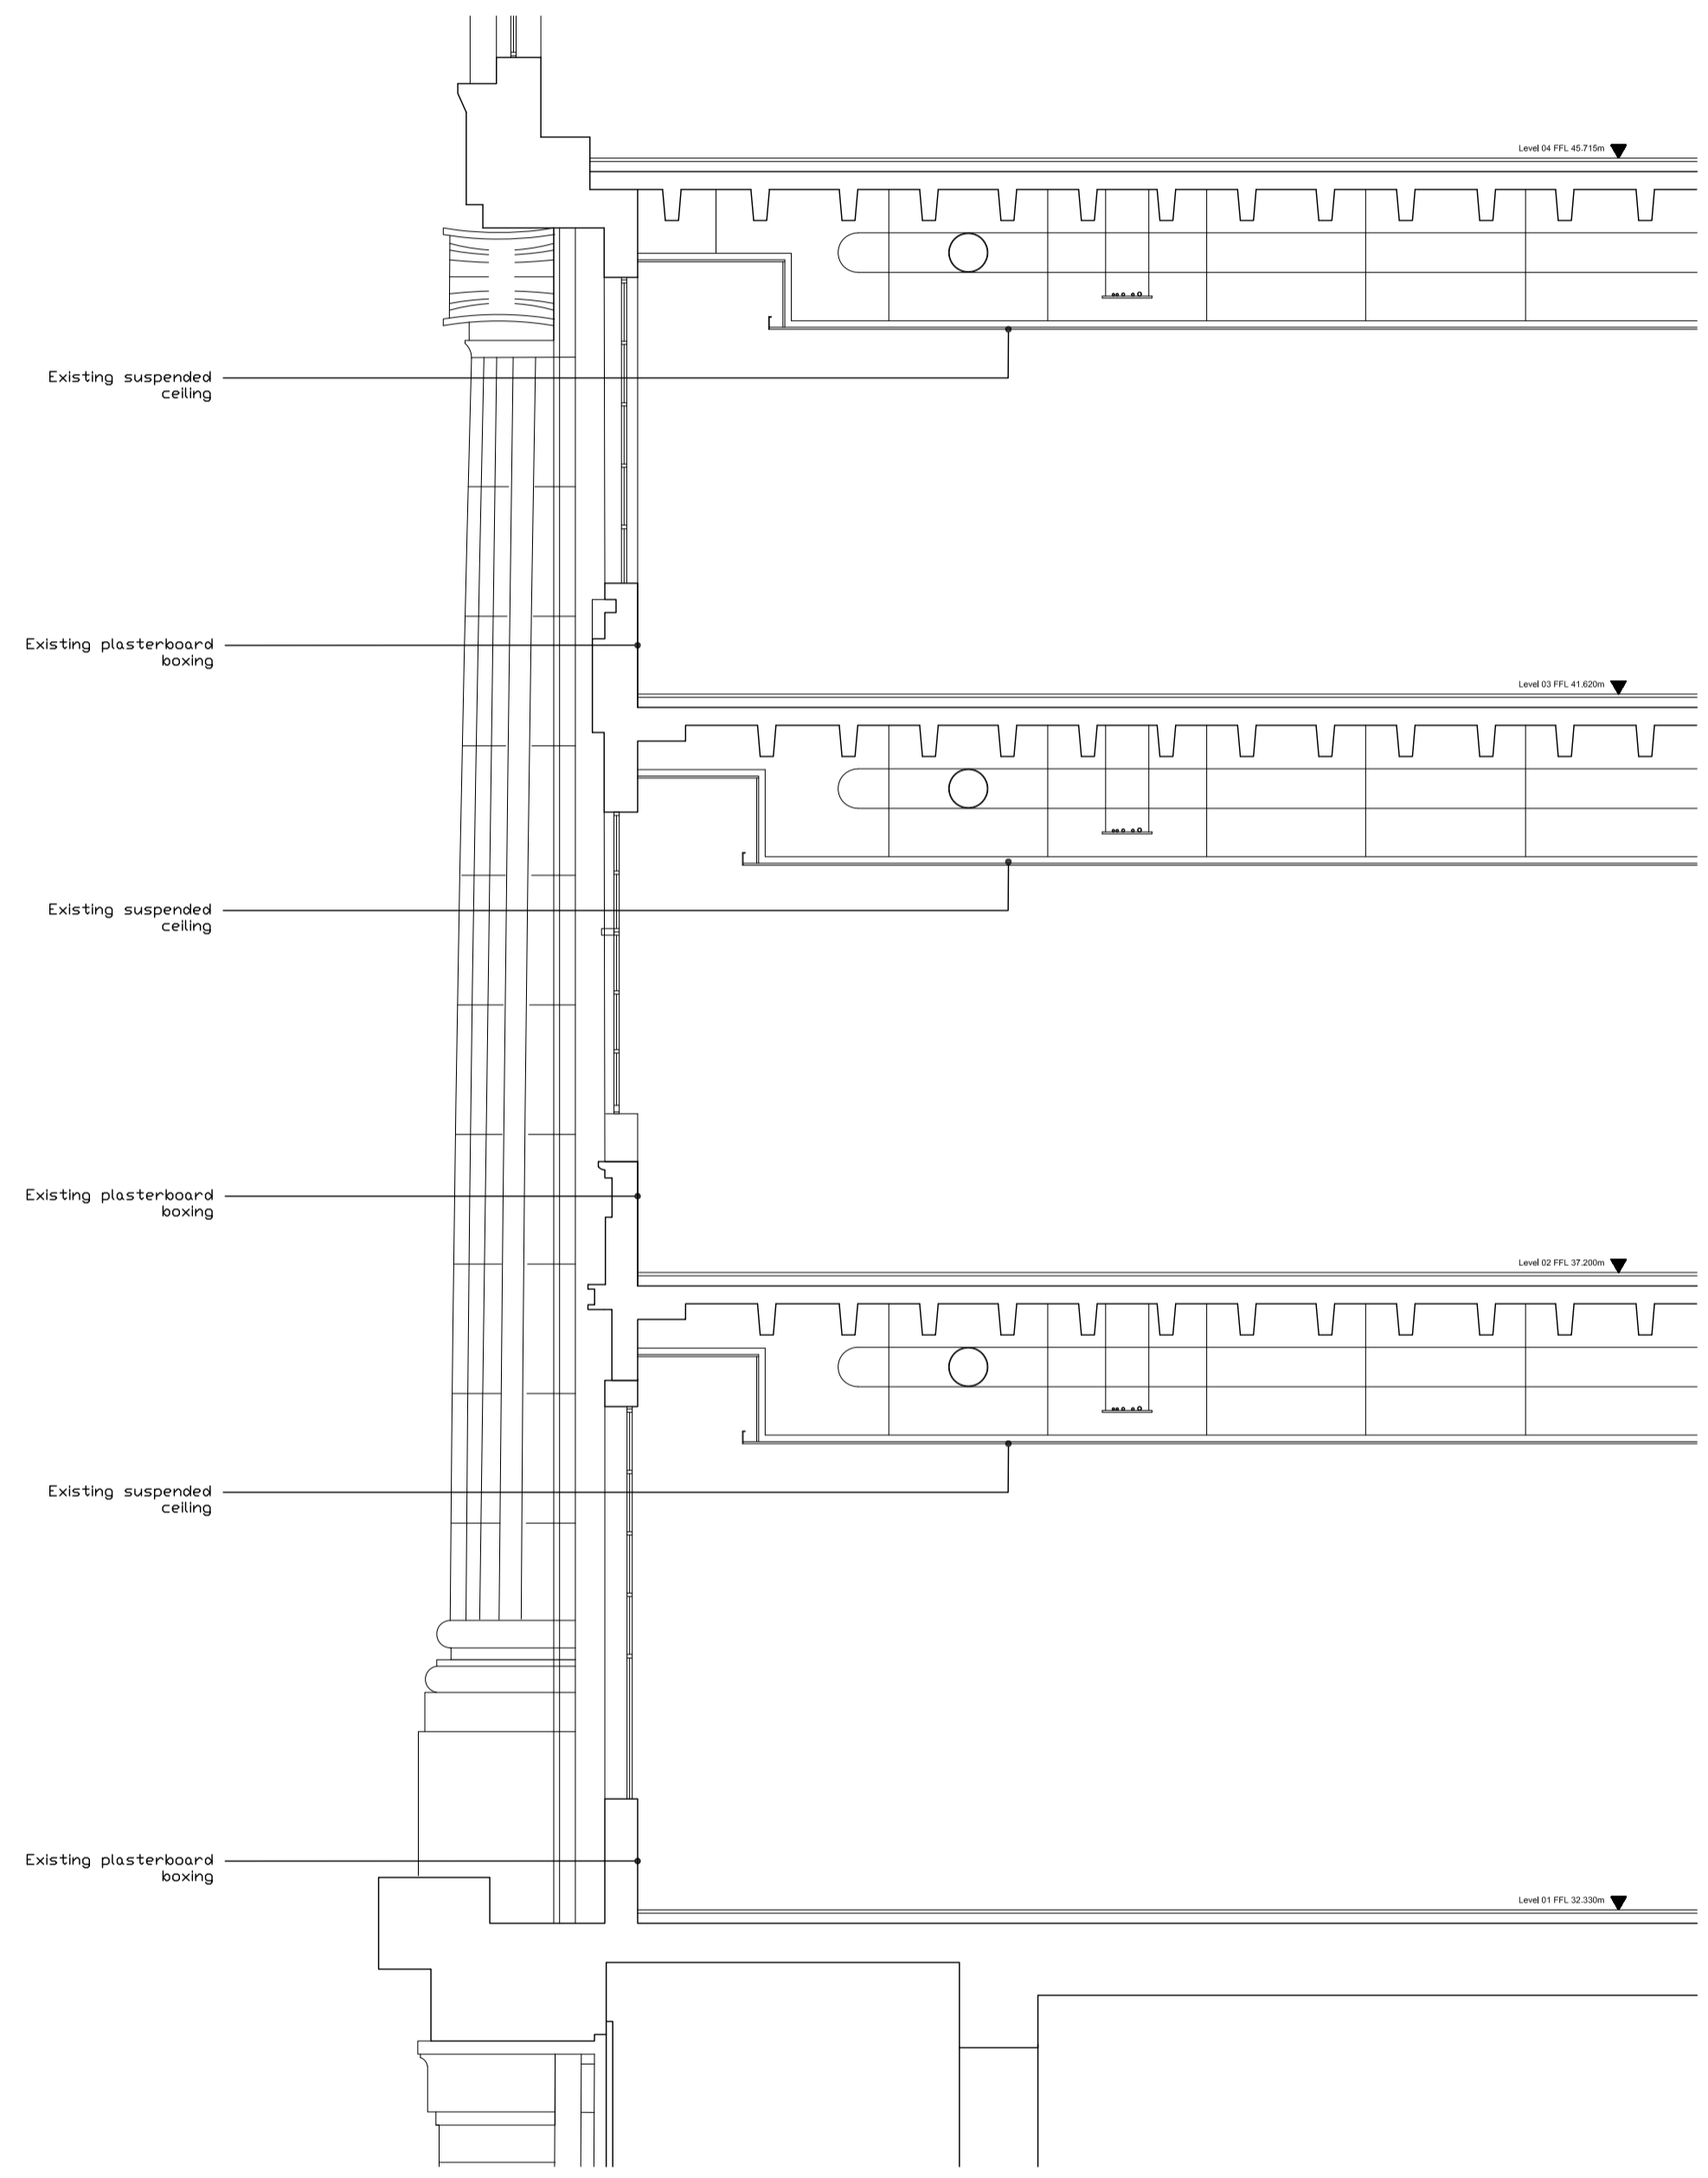 Level 04 FFL 45.715m
Existing suspended
ceiling
Existing plasterboard
boxing
Level 03 FFL 41.620m
Existing suspended
ceiling
Existing plasterboard
boxing
Level 02 FFL 37.200m
Existing suspended
ceiling
Existing plasterboard
boxing
Level 01 FFL 32.330m